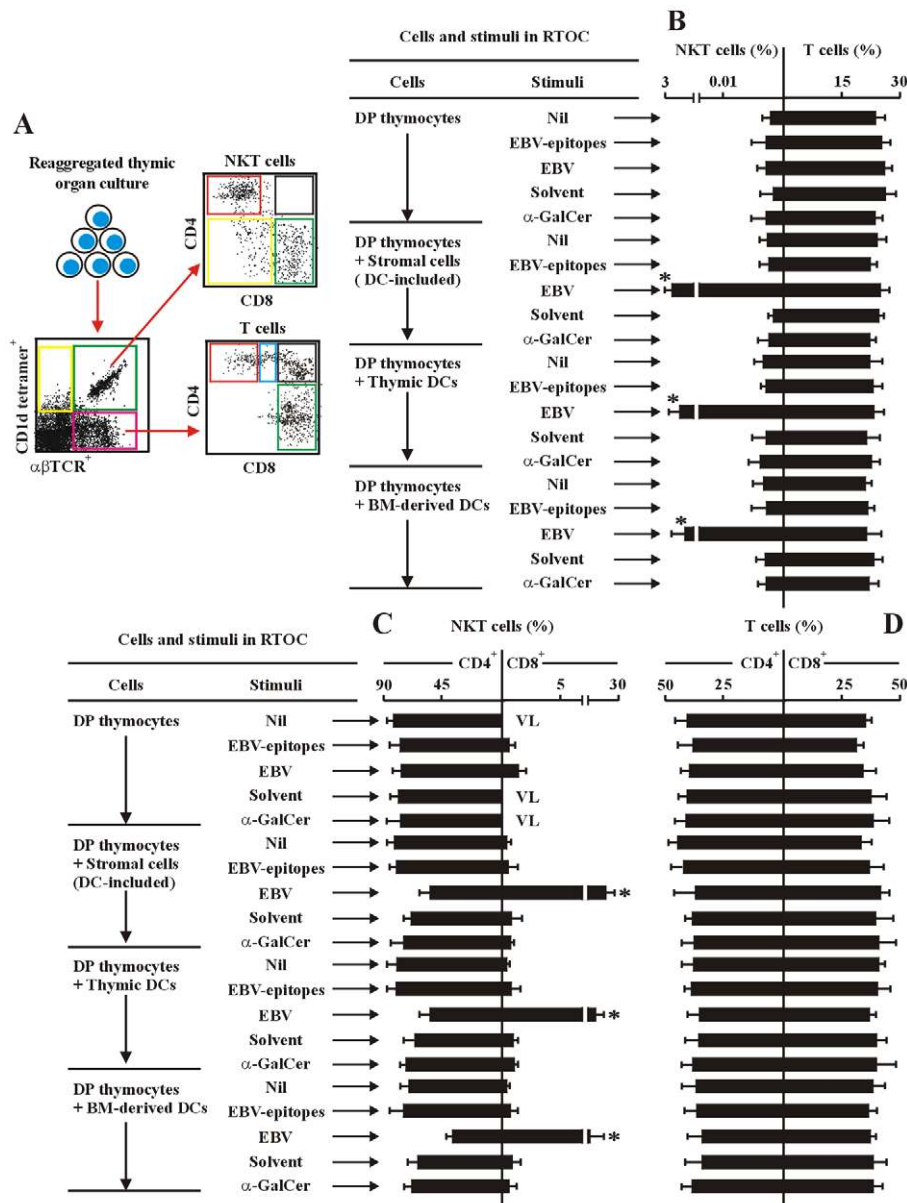 A
Reaggregated thymic
organ culture
CD1d tetramer+
αβTCR+
NKT cells
CD4
CD8
T cells
CD4
CD8
Cells and stimuli in RTOC
Cells Stimuli
B
NKT cells (%) T cells (%)
3 0.01 15 30
DP thymocytes Nil
EBV-epitopes
EBV
Solvent
α-GalCer
DP thymocytes Nil
+ Stromal cells EBV-epitopes
( DC-included)
EBV *
Solvent
α-GalCer
DP thymocytes Nil
+ Thymic DCs EBV-epitopes
EBV *
Solvent
α-GalCer
DP thymocytes Nil
+ BM-derived DCs EBV-epitopes
EBV *
Solvent
α-GalCer
Cells and stimuli in RTOC
Cells Stimuli
C NKT cells (%)
CD4+ CD8+
90 45 5 30
T cells (%) D
CD4+ CD8+
50 25 25 50
DP thymocytes Nil VL
EBV-epitopes
EBV
Solvent VL
α-GalCer VL
DP thymocytes Nil
+ Stromal cells EBV-epitopes
(DC-included)
EBV *
Solvent
α-GalCer
DP thymocytes Nil
+ Thymic DCs EBV-epitopes
EBV *
Solvent
α-GalCer
DP thymocytes Nil
+ BM-derived DCs EBV-epitopes
EBV *
Solvent
α-GalCer